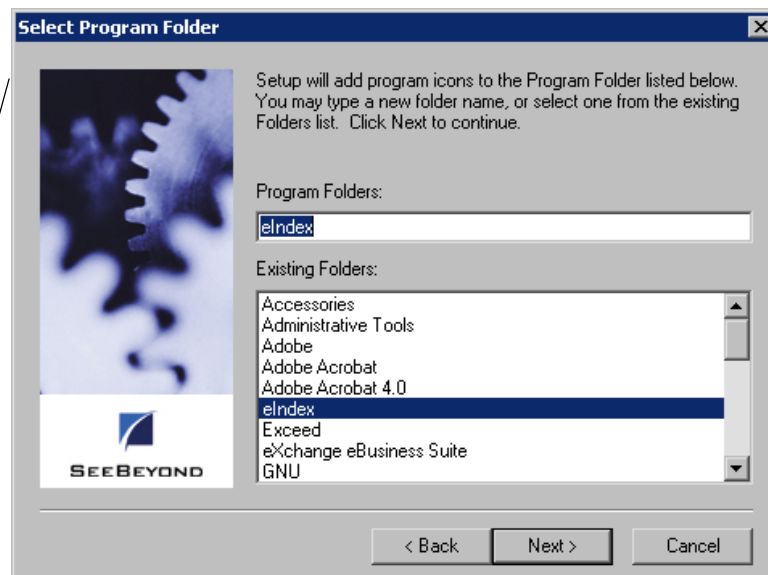 Select Program Folder
Setup will add program icons to the Program Folder listed below.
You may type a new folder name, or select one from the existing
Folders list. Click Next to continue.
Program Folders:
eIndex
Existing Folders:
Accessories
Administrative Tools
Adobe
Adobe Acrobat
Adobe Acrobat 4.0
eIndex
Exceed
eXchange eBusiness Suite
GNU
SEEBEYOND
< Back
Next >
Cancel